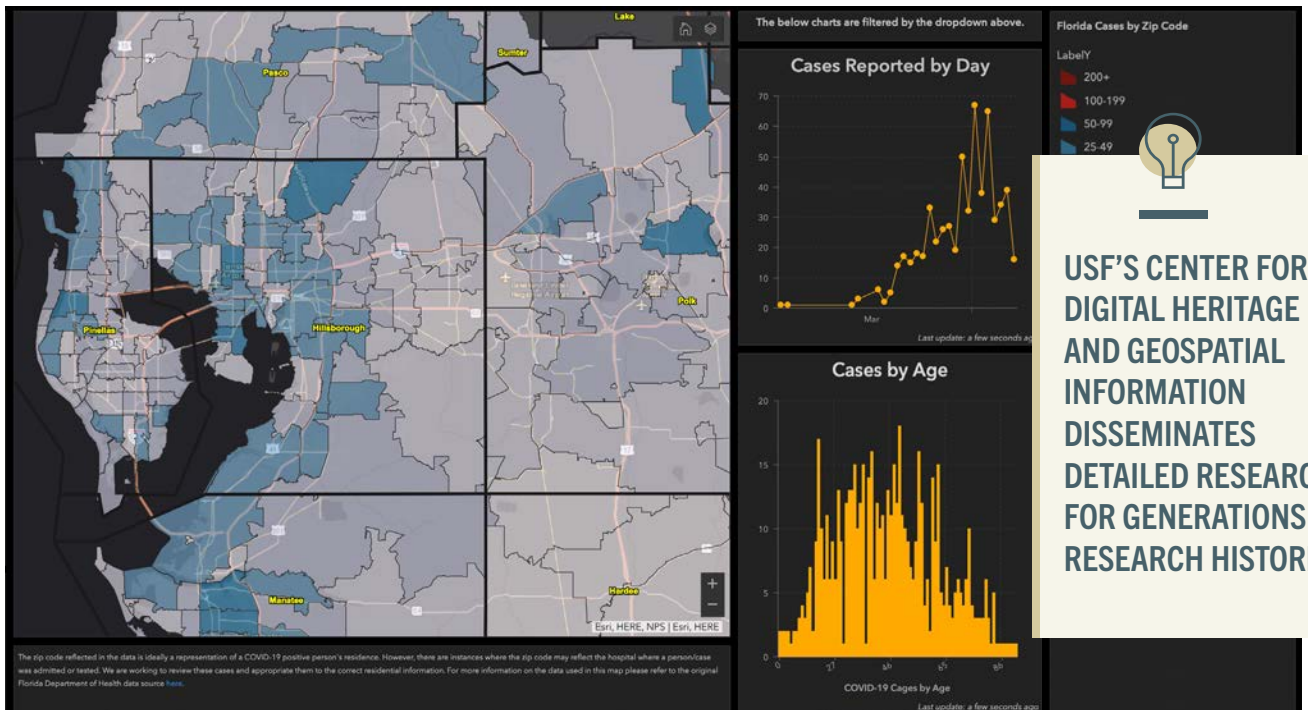 Lake
Sumter
Pasco
Pinellas
Hillsborough
Polk
Manatee
Hardee
+
−
Esri, HERE, NPS | Esri, HERE
The zip code reflected in the data is ideally a representation of a COVID-19 positive person's residence. However, there are instances where the zip code may reflect the hospital where a person/case
was admitted or tested. We are working to review these cases and appropriate them to the correct residential information. For more information on the data used in this map please refer to the original
Florida Department of Health data source here.
The below charts are filtered by the dropdown above.
Cases Reported by Day
70
60
50
40
30
20
10
0
Mar
Last update: a few seconds ag
Cases by Age
20
15
10
5
0
0 27 46 65 86
COVID-19 Cages by Age
Last update: a few seconds ago
Florida Cases by Zip Code
LabelY
200+
100-199
50-99
25-49
USF'S CENTER FOR
DIGITAL HERITAGE
AND GEOSPATIAL
INFORMATION
DISSEMINATES
DETAILED RESEARC
FOR GENERATIONS
RESEARCH HISTOR